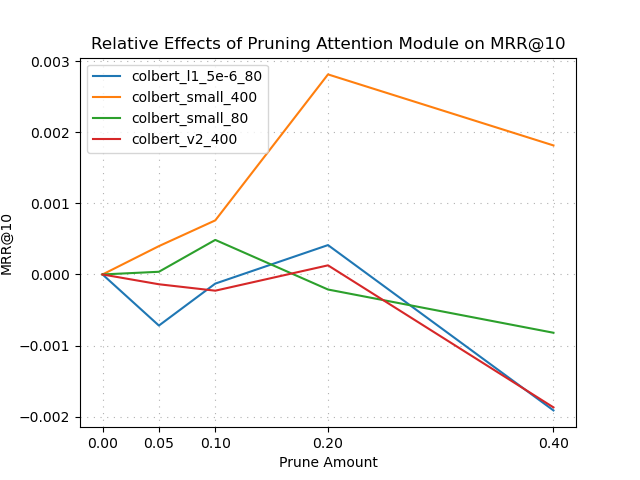 Relative Effects of Pruning Attention Module on MRR@10
colbert_l1_5e-6_80
colbert_small_400
colbert_small_80
colbert_v2_400
MRR@10
0.003
0.002
0.001
0.000
−0.001
−0.002
0.00 0.05 0.10 0.20 0.40
Prune Amount